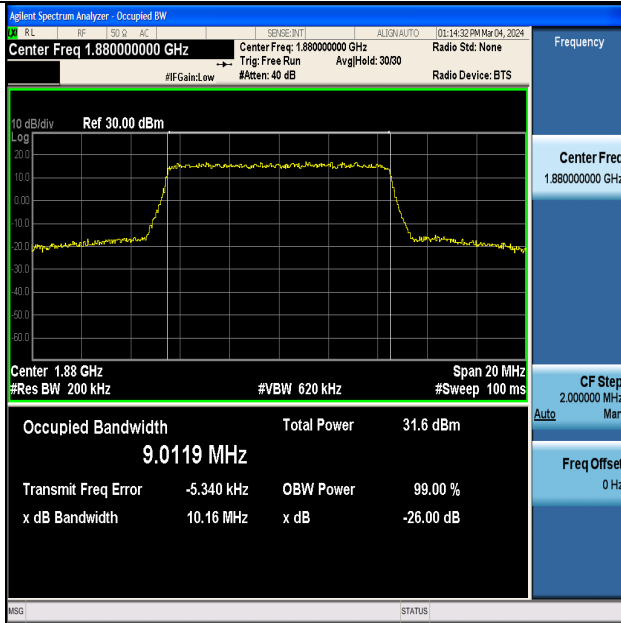 Agilent Spectrum Analyzer - Occupied BW
RL RF 50 Ω AC SENSE:INT ALIGN AUTO 01:14:32 PM Mar 04, 2024
Center Freq 1.880000000 GHz
Center Freq: 1.880000000 GHz
Radio Std: None
Trig: Free Run Avg|Hold: 30/30
#IFGain:Low
#Atten: 40 dB
Radio Device: BTS
10 dB/div Ref 30.00 dBm
Log
20.0
10.0
0.00
-10.0
-20.0
-30.0
-40.0
-50.0
-60.0
Center 1.88 GHz Span 20 MHz
#Res BW 200 kHz #VBW 620 kHz #Sweep 100 ms
Occupied Bandwidth Total Power 31.6 dBm
9.0119 MHz
Transmit Freq Error -5.340 kHz OBW Power 99.00 %
x dB Bandwidth 10.16 MHz x dB -26.00 dB
MSG STATUS
Frequency
Center Freq
1.880000000 GHz
CF Step
2.000000 MHz
Auto Man
Freq Offset
0 Hz